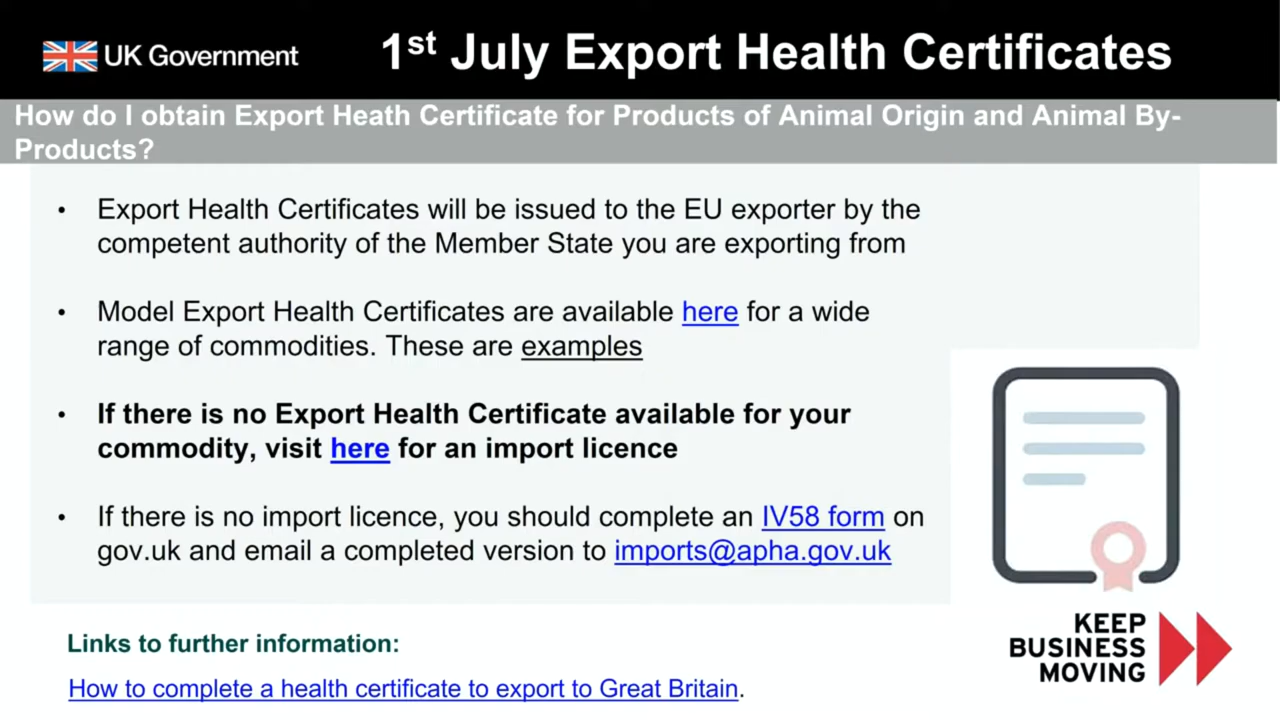 UK Government
1st July Export Health Certificates
How do I obtain Export Heath Certificate for Products of Animal Origin and Animal By-
Products?
• Export Health Certificates will be issued to the EU exporter by the
competent authority of the Member State you are exporting from
• Model Export Health Certificates are available here for a wide
range of commodities. These are examples
• If there is no Export Health Certificate available for your
commodity, visit here for an import licence
• If there is no import licence, you should complete an IV58 form on
gov.uk and email a completed version to imports@apha.gov.uk
KEEP
BUSINESS
MOVING
Links to further information:
How to complete a health certificate to export to Great Britain.